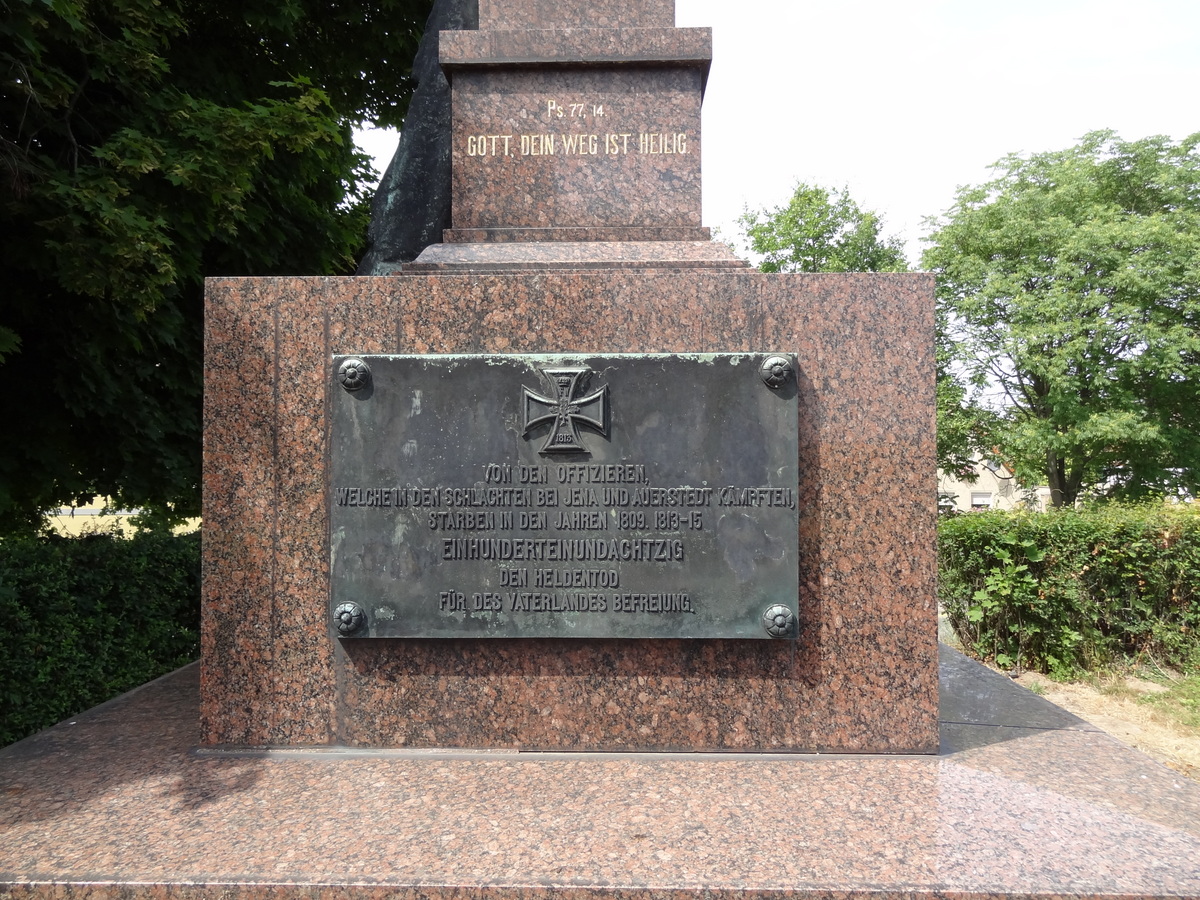 Ps. 77, 14.
GOTT, DEIN WEG IST HEILIG.
1813
VON DEN OFFIZIEREN,
WELCHE IN DEN SCHLACHTEN BEI JENA UND AUERSTEDT KÄMPFTEN,
STARBEN IN DEN JAHREN 1809. 1813-15
EINHUNDERTEINUNDACHTZIG
DEN HELDENTOD
FÜR DES VATERLANDES BEFREIUNG.